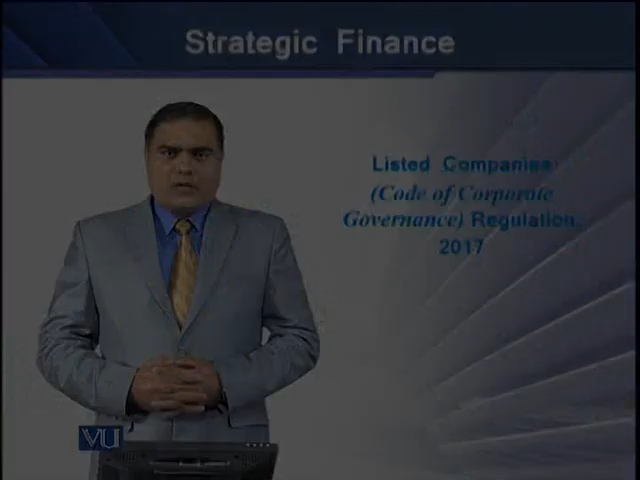 Strategic Finance
Listed Companies
(Code of Corporate
Governance) Regulation,
2017
VU